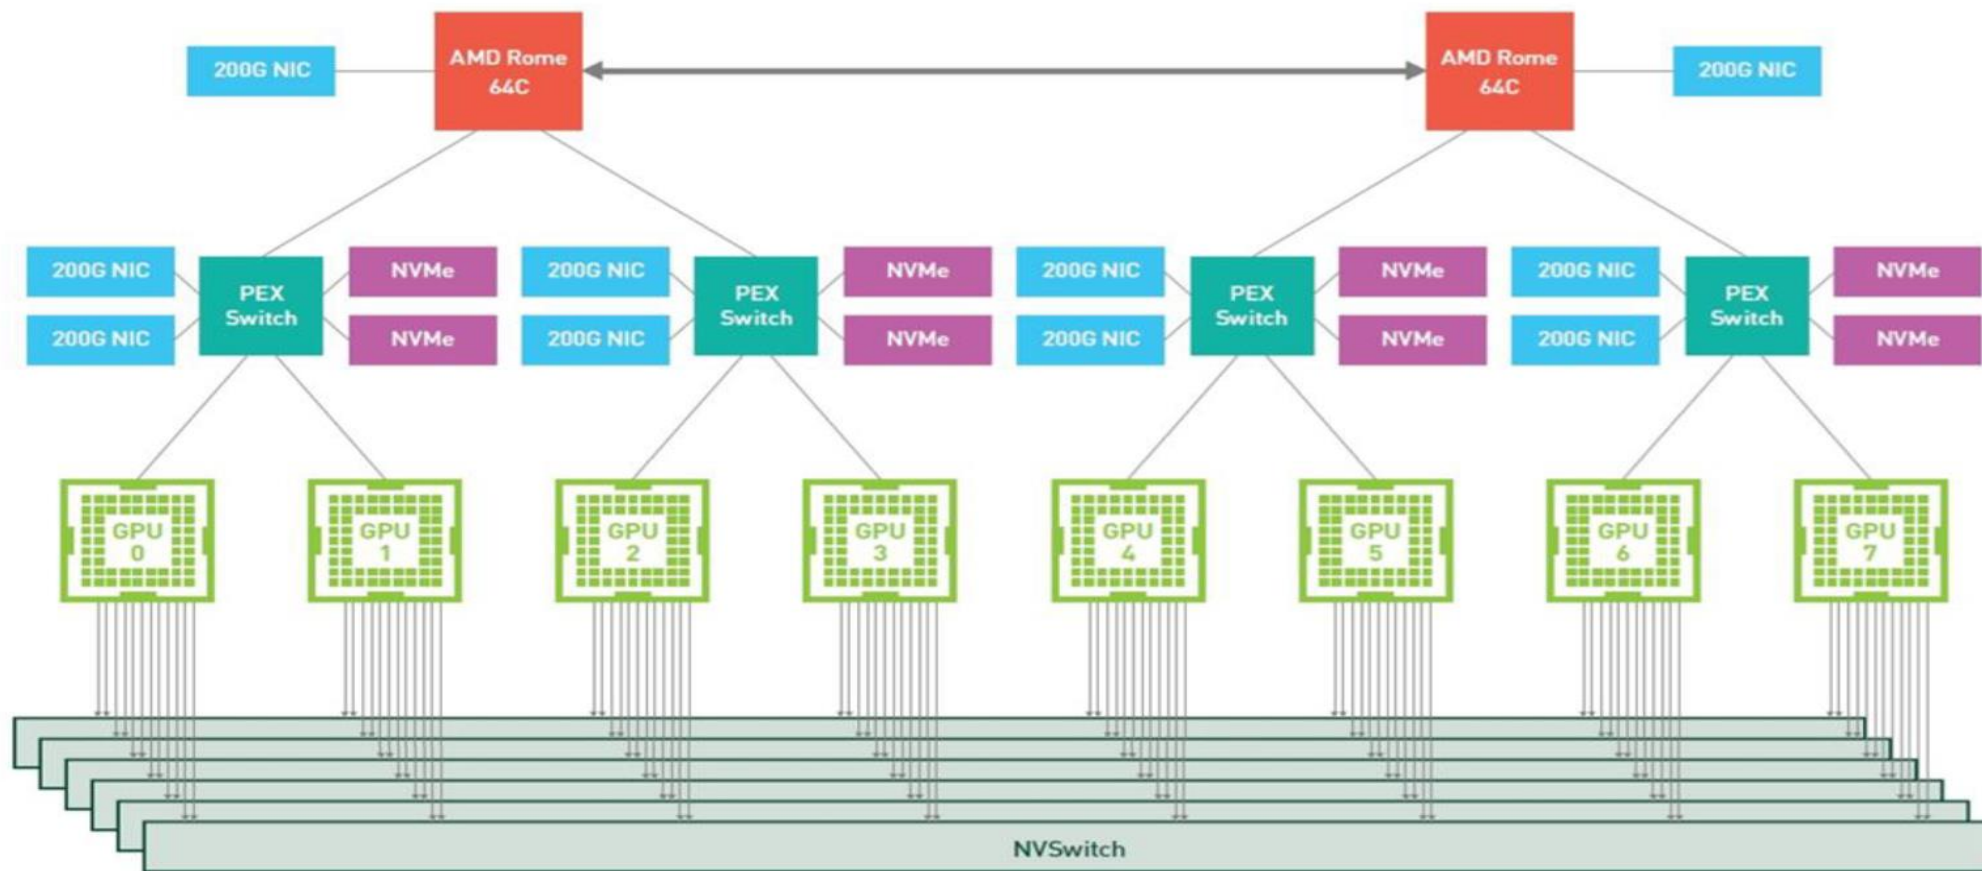 200G NIC
AMD Rome
64C
AMD Rome
64C
200G NIC
200G NIC
200G NIC
PEX
Switch
NVMe
NVMe
200G NIC
200G NIC
PEX
Switch
NVMe
NVMe
200G NIC
200G NIC
PEX
Switch
NVMe
NVMe
200G NIC
200G NIC
PEX
Switch
NVMe
NVMe
GPU
0
GPU
1
GPU
2
GPU
3
GPU
4
GPU
5
GPU
6
GPU
7
NVSwitch